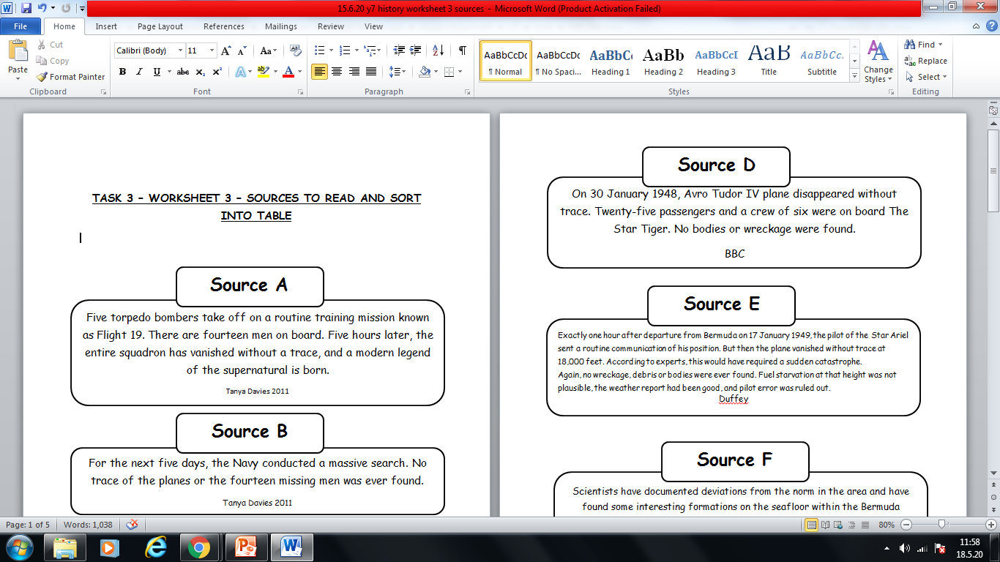 15.6.20 y7 history worksheet 3 sources - Microsoft Word (Product Activation Failed)
File Home Insert Page Layout References Mailings Review View
Paste
Cut
Copy
Format Painter
Clipboard
Calibri (Body) 11
Font
Paragraph
AaBbCcDc AaBbCcDc AaBbC AaBb AaBbCcI AaB AaBbCc.
¶ Normal ¶ No Spaci... Heading 1 Heading 2 Heading 3 Title Subtitle
Styles
Change
Styles
Find
Replace
Select
Editing
TASK 3 – WORKSHEET 3 – SOURCES TO READ AND SORT
INTO TABLE
Source A
Five torpedo bombers take off on a routine training mission known
as Flight 19. There are fourteen men on board. Five hours later, the
entire squadron has vanished without a trace, and a modern legend
of the supernatural is born.
Tanya Davies 2011
Source B
For the next five days, the Navy conducted a massive search. No
trace of the planes or the fourteen missing men was ever found.
Tanya Davies 2011
Source D
On 30 January 1948, Avro Tudor IV plane disappeared without
trace. Twenty-five passengers and a crew of six were on board The
Star Tiger. No bodies or wreckage were found.
BBC
Source E
Exactly one hour after departure from Bermuda on 17 January 1949, the pilot of the Star Ariel
sent a routine communication of his position. But then the plane vanished without trace at
18,000 feet. According to experts, this would have required a sudden catastrophe.
Again, no wreckage, debris or bodies were ever found. Fuel starvation at that height was not
plausible, the weather report had been good, and pilot error was ruled out.
Duffey
Source F
Scientists have documented deviations from the norm in the area and have
found some interesting formations on the seafloor within the Bermuda
Page: 1 of 5 Words: 1,038
80%
11:58
18.5.20